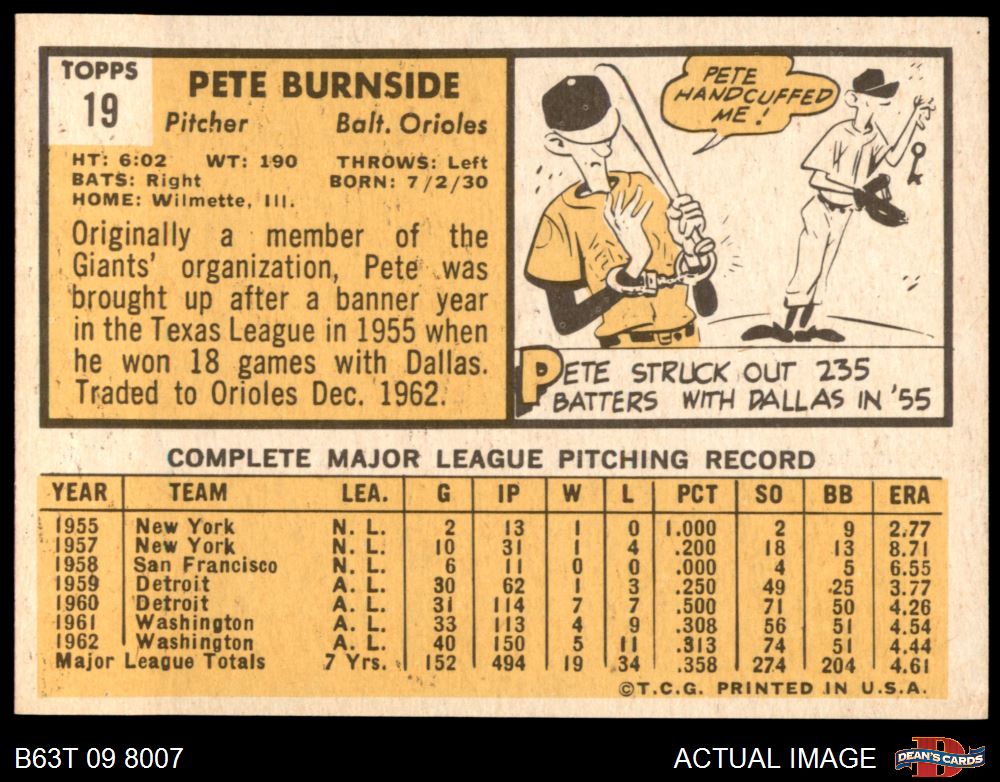 TOPPS
19
PETE BURNSIDE
Pitcher Balt. Orioles
HT: 6:02 WT: 190 THROWS: Left
BATS: Right BORN: 7/2/30
HOME: Wilmette, Ill.
Originally a member of the
Giants' organization, Pete was
brought up after a banner year
in the Texas League in 1955 when
he won 18 games with Dallas.
Traded to Orioles Dec. 1962.
PETE
HANDCUFFED
ME!
PETE STRUCK OUT 235
BATTERS WITH DALLAS IN '55
COMPLETE MAJOR LEAGUE PITCHING RECORD
YEAR TEAM LEA. G IP W L PCT SO BB ERA
1955 New York N. L. 2 13 1 0 1.000 2 9 2.77
1957 New York N. L. 10 31 1 4 .200 18 13 8.71
1958 San Francisco N. L. 6 11 0 0 .000 4 5 6.55
1959 Detroit A. L. 30 62 1 3 .250 49 25 3.77
1960 Detroit A. L. 31 114 7 7 .500 71 50 4.26
1961 Washington A. L. 33 113 4 9 .308 56 51 4.54
1962 Washington A. L. 40 150 5 11 .313 74 51 4.44
Major League Totals 7 Yrs. 152 494 19 34 .358 274 204 4.61
©T.C.G. PRINTED IN U.S.A.
B63T 09 8007 ACTUAL IMAGE
D
DEAN'S CARDS